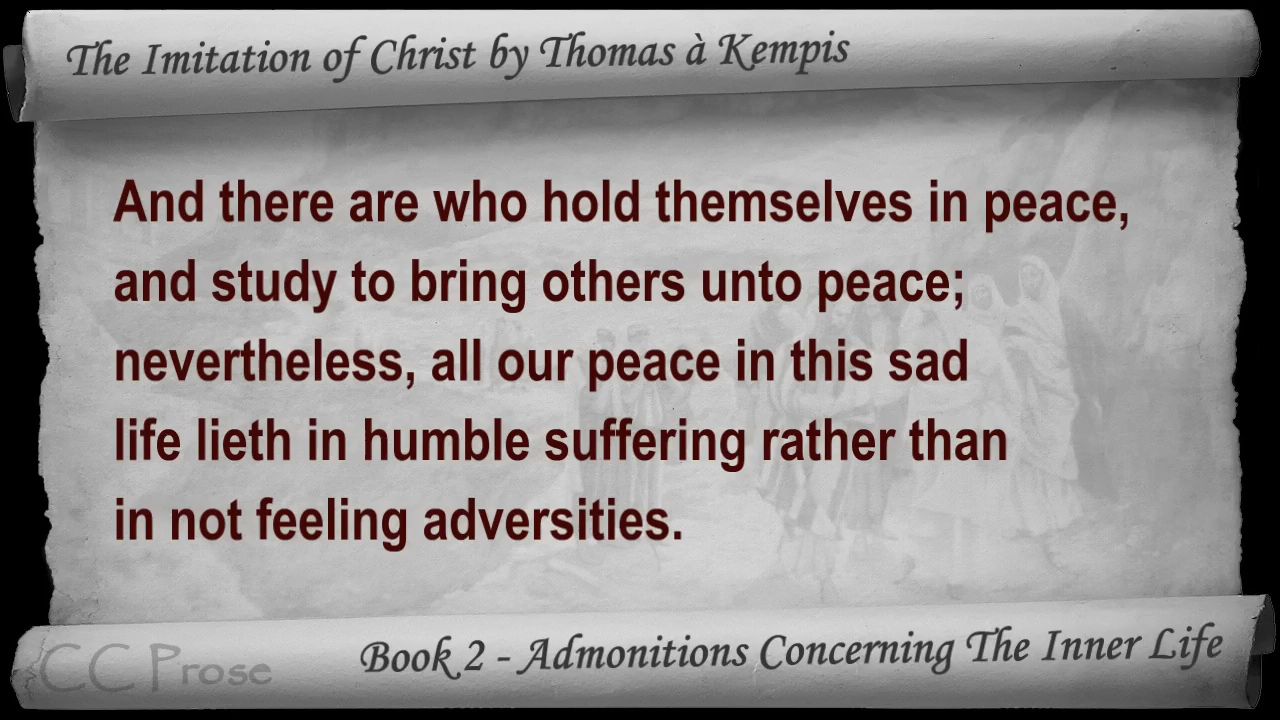 The Imitation of Christ by Thomas à Kempis
And there are who hold themselves in peace,
and study to bring others unto peace;
nevertheless, all our peace in this sad
life lieth in humble suffering rather than
in not feeling adversities.
CC Prose
Book 2 - Admonitions Concerning The Inner Life